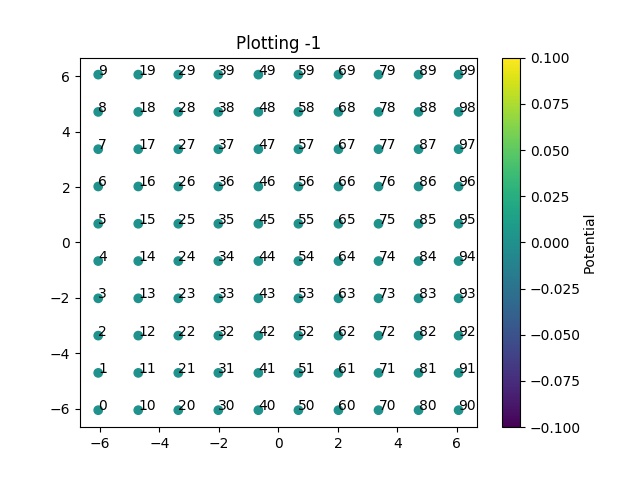 Plotting -1
6 9 19 29 39 49 59 69 79 89 99 0.100
8 18 28 38 48 58 68 78 88 98 0.075
4
7 17 27 37 47 57 67 77 87 97 0.050
2 6 16 26 36 46 56 66 76 86 96 0.025
5 15 25 35 45 55 65 75 85 95
0 0.000
4 14 24 34 44 54 64 74 84 94 −0.025
−2 3 13 23 33 43 53 63 73 83 93
2 12 22 32 42 52 62 72 82 92 −0.050
−4
1 11 21 31 41 51 61 71 81 91 −0.075
−6 0 10 20 30 40 50 60 70 80 90 −0.100
−6 −4 −2 0 2 4 6
Potential